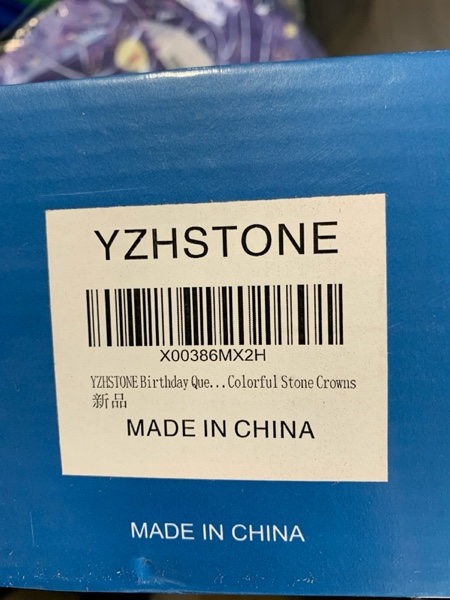 YZHSTONE
X00386MX2H
YZHSTONE Birthday Que...Colorful Stone Crowns
新品
MADE IN CHINA
MADE IN CHINA